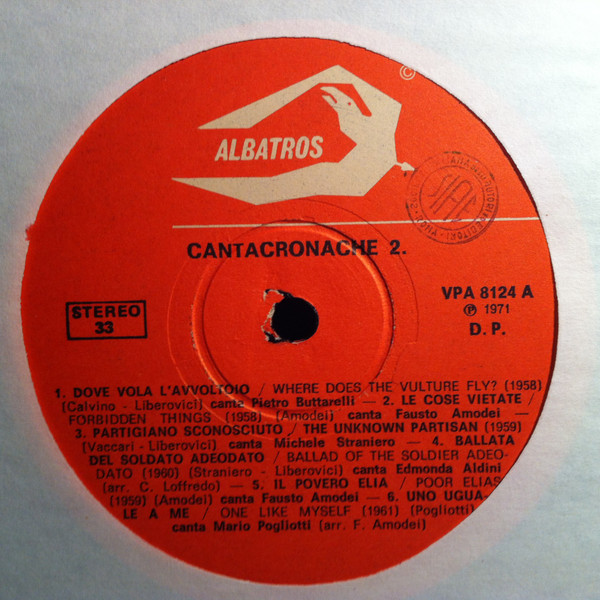 ©
ALBATROS
SIAE
CANTACRONACHE 2.
STEREO
33
VPA 8124 A
℗ 1971
D. P.
1. DOVE VOLA L'AVVOLTOIO / WHERE DOES THE VULTURE FLY? (1958)
(Calvino - Liberovici) canta Pietro Buttarelli — 2. LE COSE VIETATE /
FORBIDDEN THINGS - (1958) (Amodei) canta Fausto Amodei —
3. PARTIGIANO SCONOSCIUTO / THE UNKNOWN PARTISAN (1959)
(Vaccari - Liberovici) canta Michele Straniero — 4. BALLATA
DEL SOLDATO ADEODATO / BALLAD OF THE SOLDIER ADEO-
DATO (1960) (Straniero - Liberovici) canta Edmonda Aldini
(arr. C. Loffredo) — 5. IL POVERO ELIA / POOR ELIAS
(1959) (Amodei) canta Fausto Amodei — 6. UNO UGUA-
LE A ME / ONE LIKE MYSELF (1961) (Pogliotti)
canta Mario Pogliotti (arr. F. Amodei)